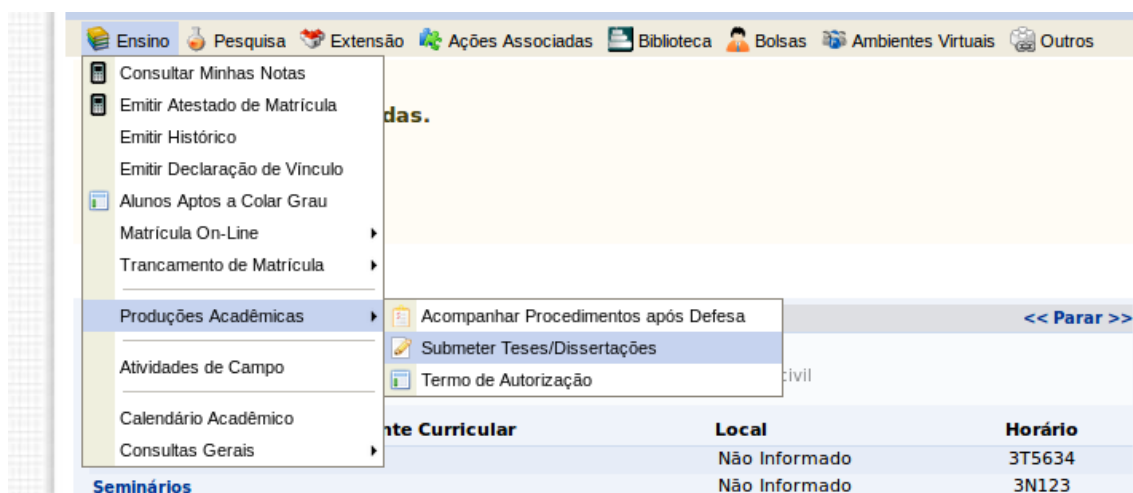 Ensino Pesquisa Extensão Ações Associadas Biblioteca Bolsas Ambientes Virtuais Outros
Consultar Minhas Notas
Emitir Atestado de Matrícula
das.
Emitir Histórico
Emitir Declaração de Vínculo
Alunos Aptos a Colar Grau
Matrícula On-Line
Trancamento de Matrícula
Produções Acadêmicas
Acompanhar Procedimentos após Defesa
<< Parar >>
Submeter Teses/Dissertações
Atividades de Campo
Termo de Autorização
civil
Calendário Acadêmico
nte Curricular Local Horário
Consultas Gerais
Não Informado 3T5634
Seminários Não Informado 3N123